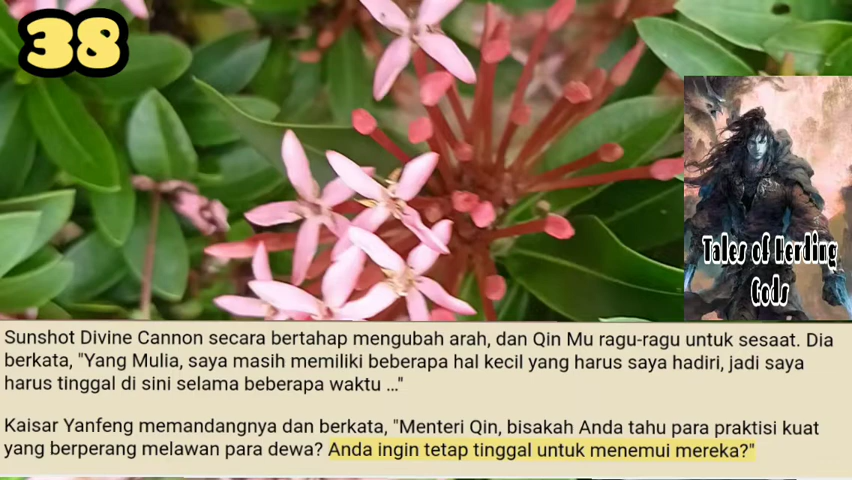 38
Tales of Herding
Gods
Sunshot Divine Cannon secara bertahap mengubah arah, dan Qin Mu ragu-ragu untuk sesaat. Dia
berkata, "Yang Mulia, saya masih memiliki beberapa hal kecil yang harus saya hadiri, jadi saya
harus tinggal di sini selama beberapa waktu ..."
Kaisar Yanfeng memandangnya dan berkata, "Menteri Qin, bisakah Anda tahu para praktisi kuat
yang berperang melawan para dewa? Anda ingin tetap tinggal untuk menemui mereka?"